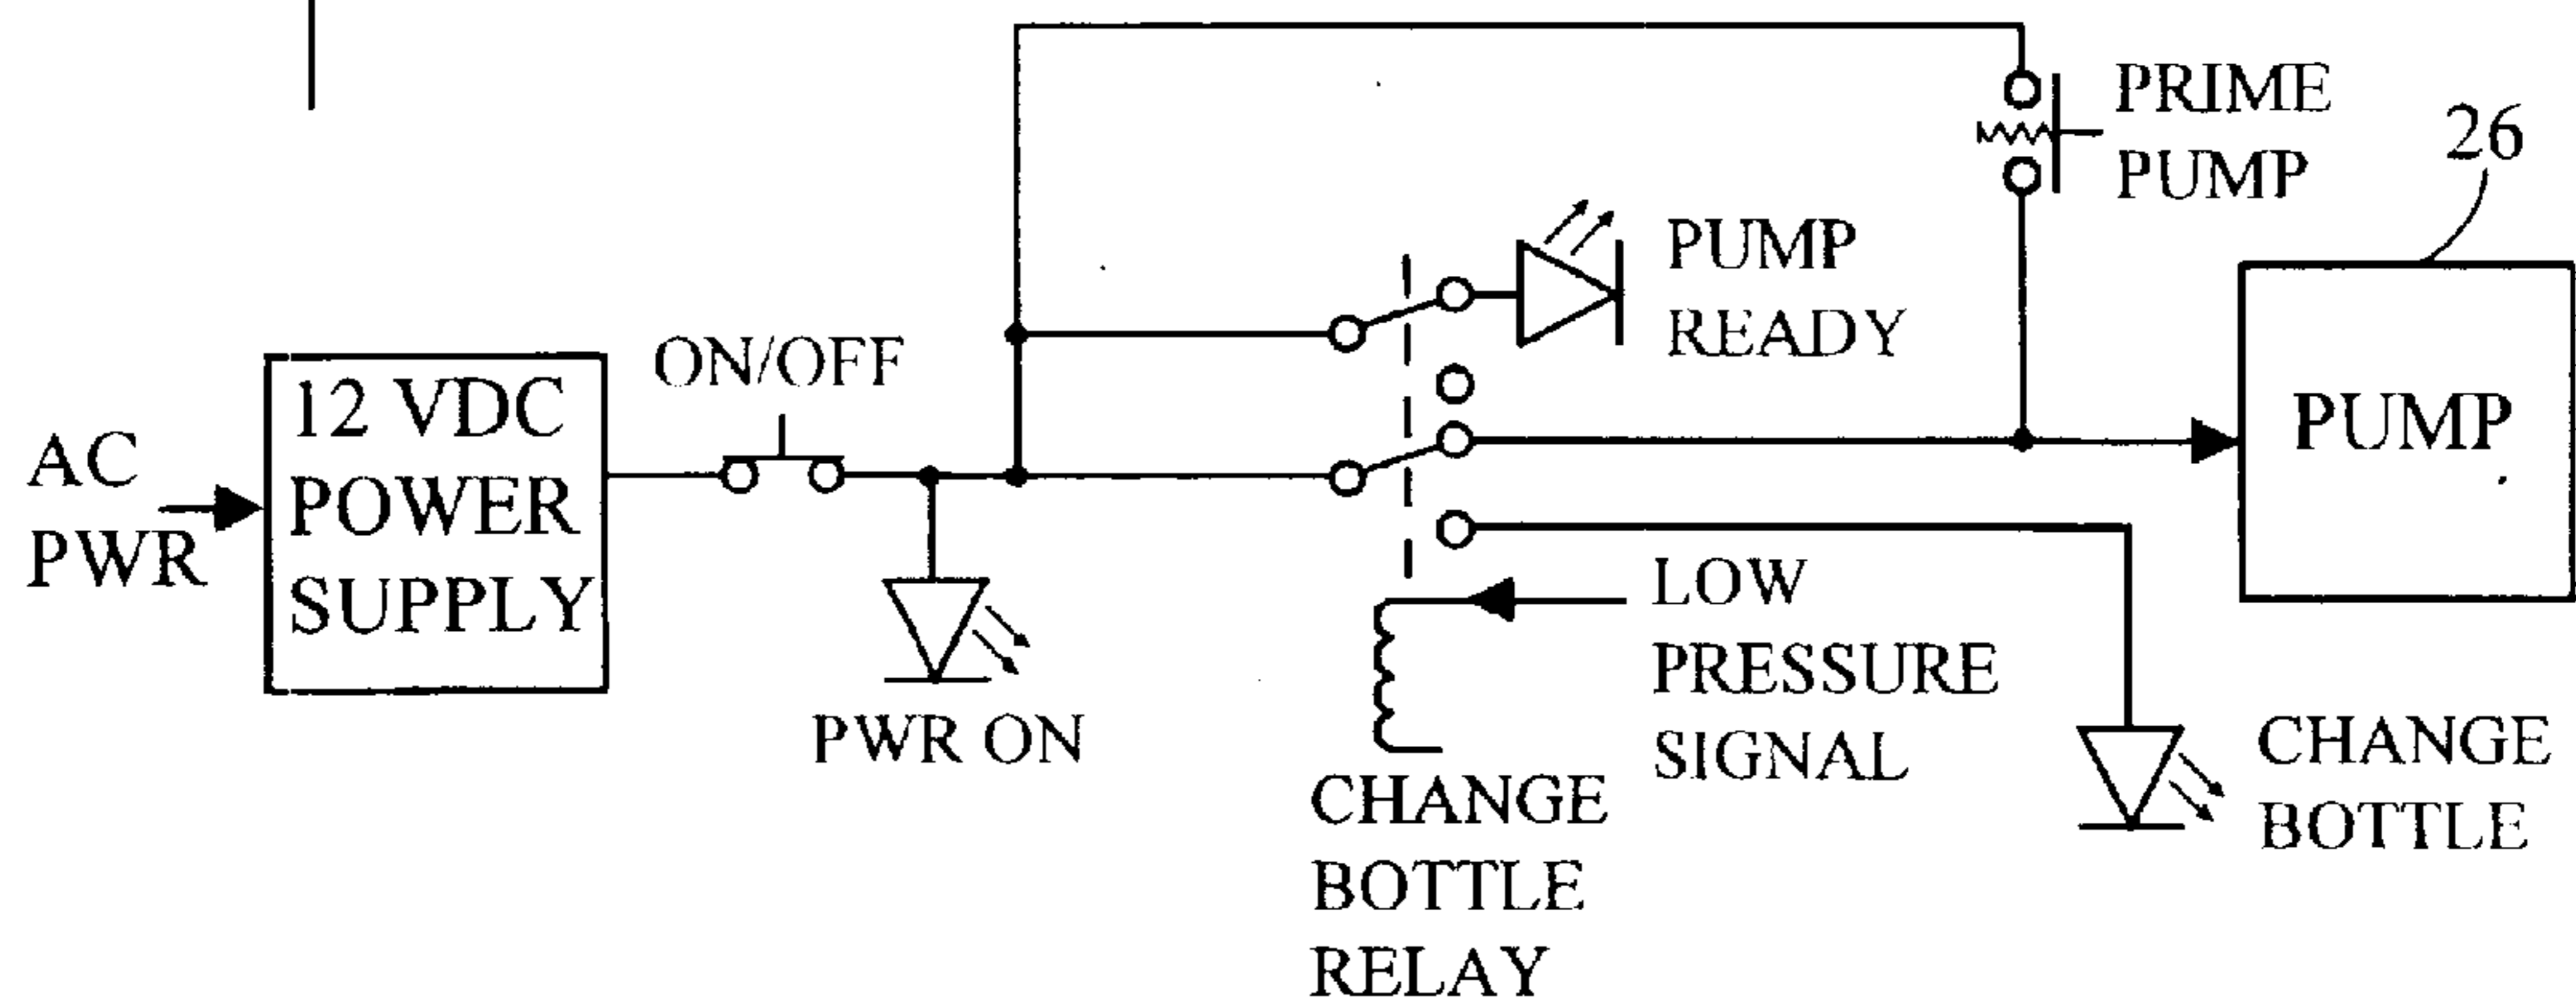 AC
PWR
12 VDC
POWER
SUPPLY
ON/OFF
PWR ON
PUMP
READY
PRIME
PUMP
26
PUMP
LOW
PRESSURE
SIGNAL
CHANGE
BOTTLE
RELAY
CHANGE
BOTTLE